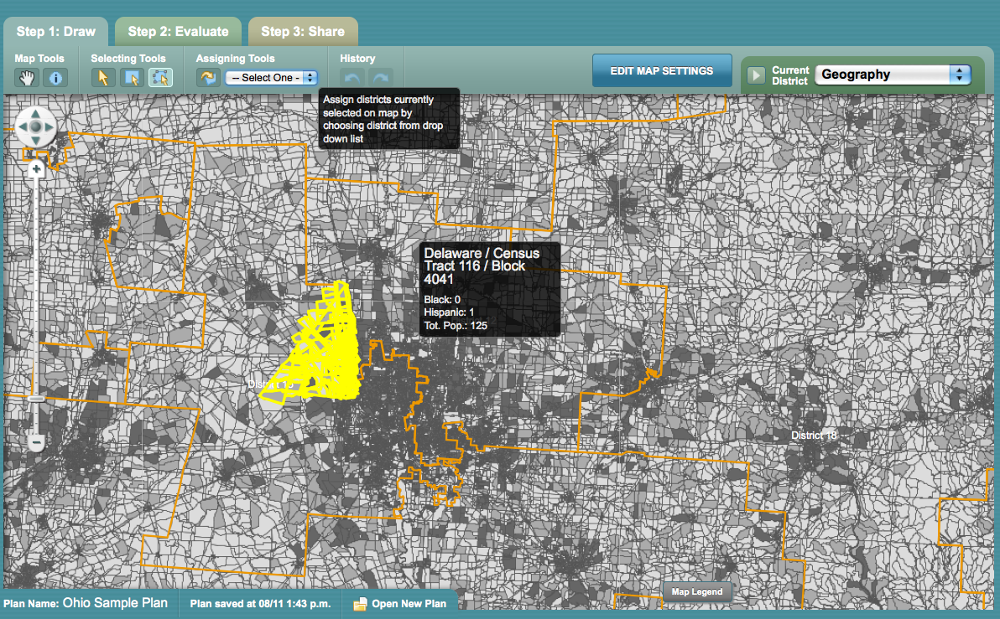 Step 1: Draw
Step 2: Evaluate
Step 3: Share
Map Tools
Selecting Tools
Assigning Tools
History
-- Select One -
EDIT MAP SETTINGS
Current
District
Geography
Assign districts currently
selected on map by
choosing district from drop
down list
Delaware / Census
Tract 116 / Block
4041
Black: 0
Hispanic: 1
Tot. Pop.: 125
District 18
Map Legend
Plan Name: Ohio Sample Plan
Plan saved at 08/11 1:43 p.m.
Open New Plan